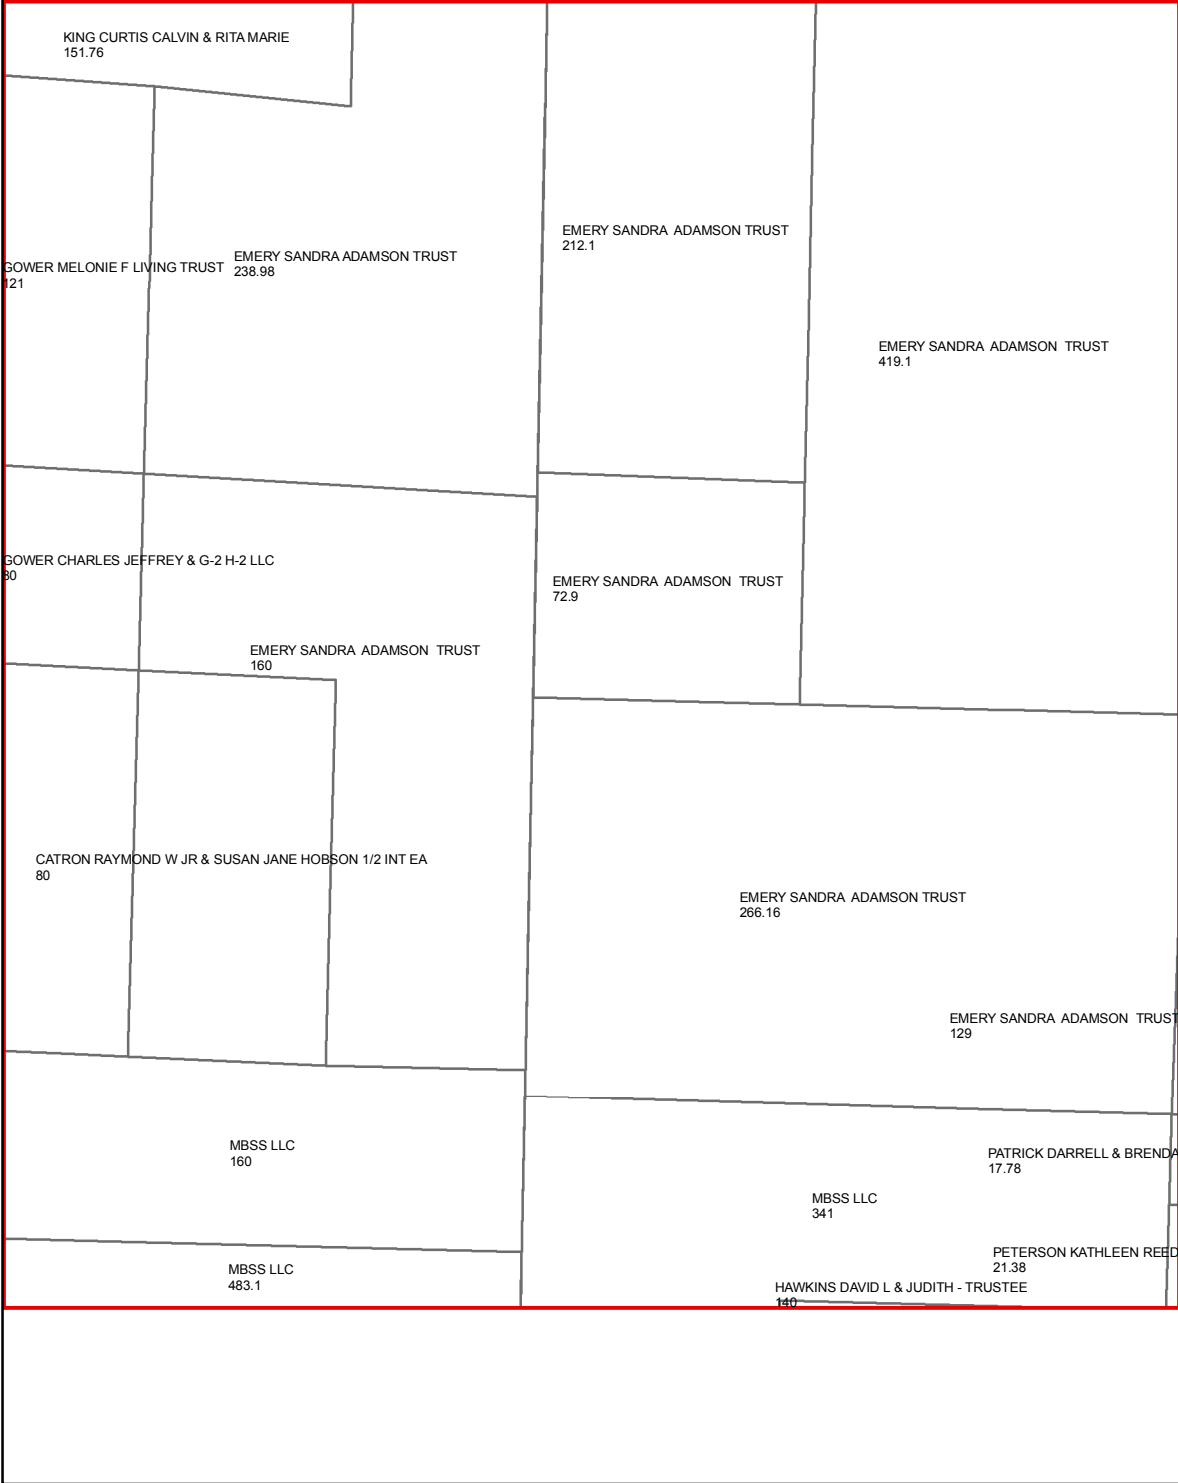 KING CURTIS CALVIN & RITA MARIE
151.76
EMERY SANDRA ADAMSON TRUST
212.1
EMERY SANDRA ADAMSON TRUST
238.98
GOWER MELONIE F LIVING TRUST
121
EMERY SANDRA ADAMSON TRUST
419.1
GOWER CHARLES JEFFREY & G-2 H-2 LLC
80
EMERY SANDRA ADAMSON TRUST
72.9
EMERY SANDRA ADAMSON TRUST
160
CATRON RAYMOND W JR & SUSAN JANE HOBSON 1/2 INT EA
80
EMERY SANDRA ADAMSON TRUST
266.16
EMERY SANDRA ADAMSON TRUST
129
MBSS LLC
160
PATRICK DARRELL & BRENDA
17.78
MBSS LLC
341
PETERSON KATHLEEN REED
21.38
MBSS LLC
483.1
HAWKINS DAVID L & JUDITH - TRUSTEE
140